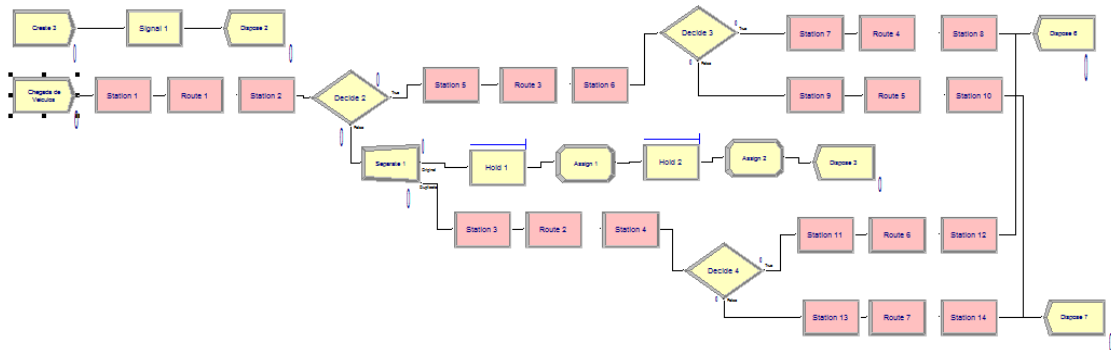 Create 3
Signal 1
Dispose 2
Chegada de
Veiculos
Station 1
Route 1
Station 2
Decide 2
True
False
Station 5
Route 3
Station 6
Decide 3
True
False
Station 7
Route 4
Station 8
Dispose 6
Station 9
Route 5
Station 10
Separate 1
Original
Duplicate
Hold 1
Assign 1
Hold 2
Assign 2
Dispose 3
Station 3
Route 2
Station 4
Decide 4
True
False
Station 11
Route 6
Station 12
Station 13
Route 7
Station 14
Dispose 7